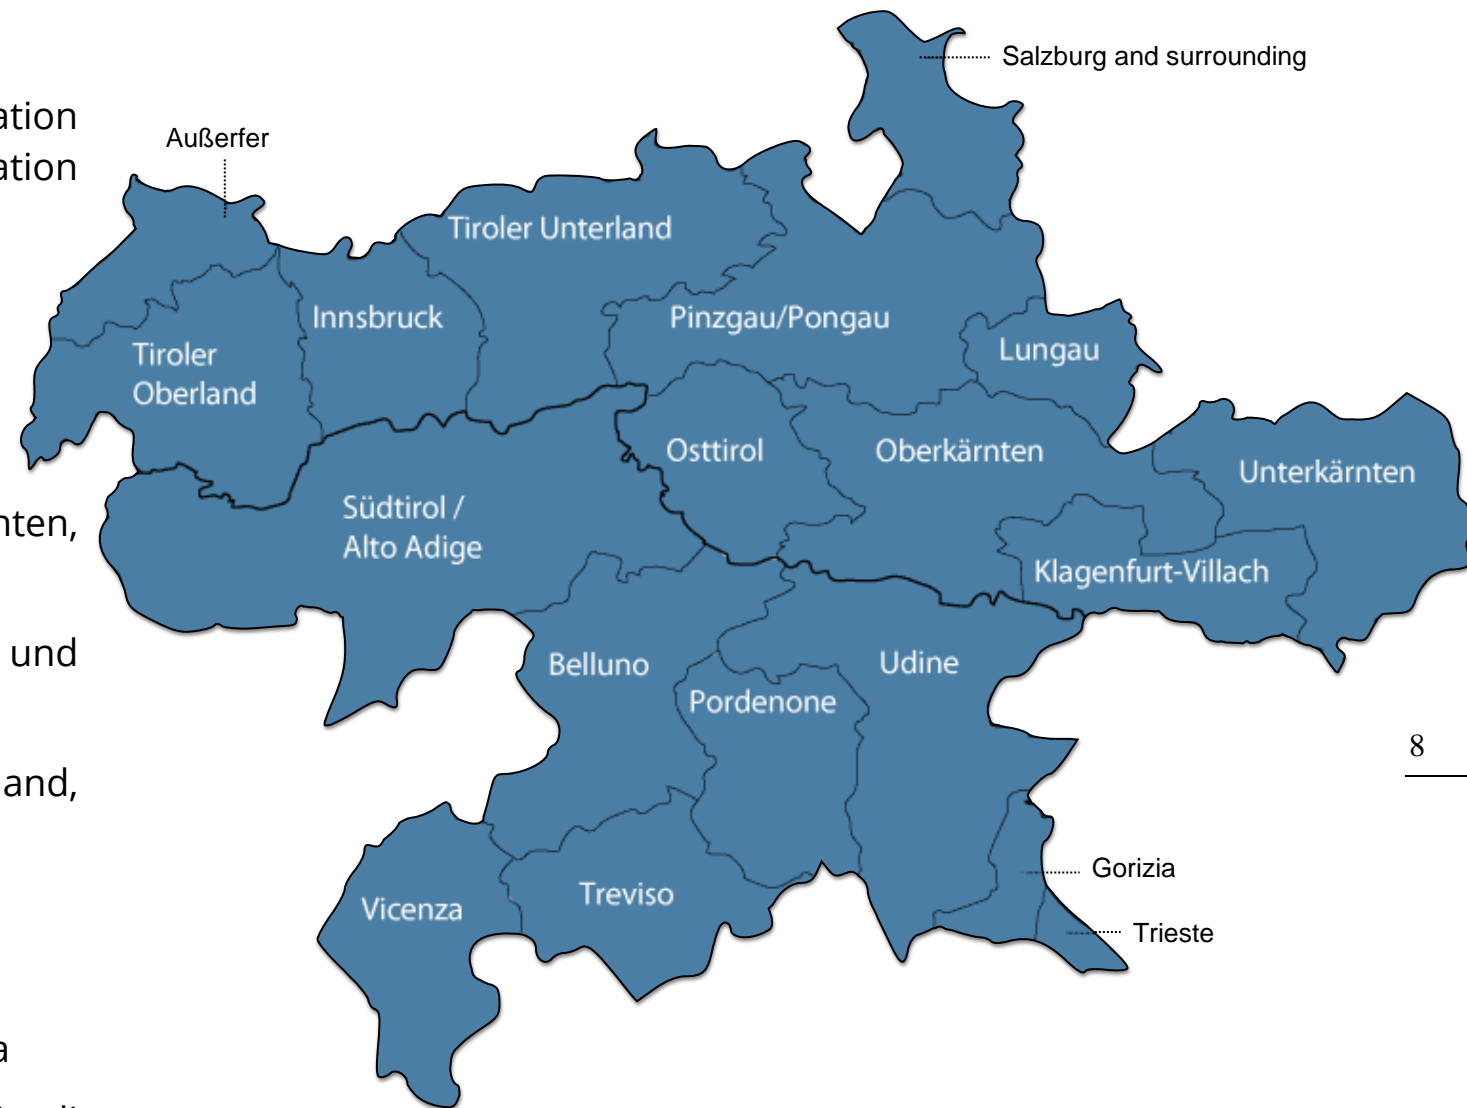 ation
ation
nten,
und
and,
a
Salzburg and surrounding
Außerfer
Tiroler Unterland
Innsbruck
Pinzgau/Pongau
Tiroler
Oberland
Lungau
Osttirol
Oberkärnten
Unterkärnten
Südtirol /
Alto Adige
Klagenfurt-Villach
Belluno
Udine
Pordenone
8
Gorizia
Treviso
Vicenza
Trieste